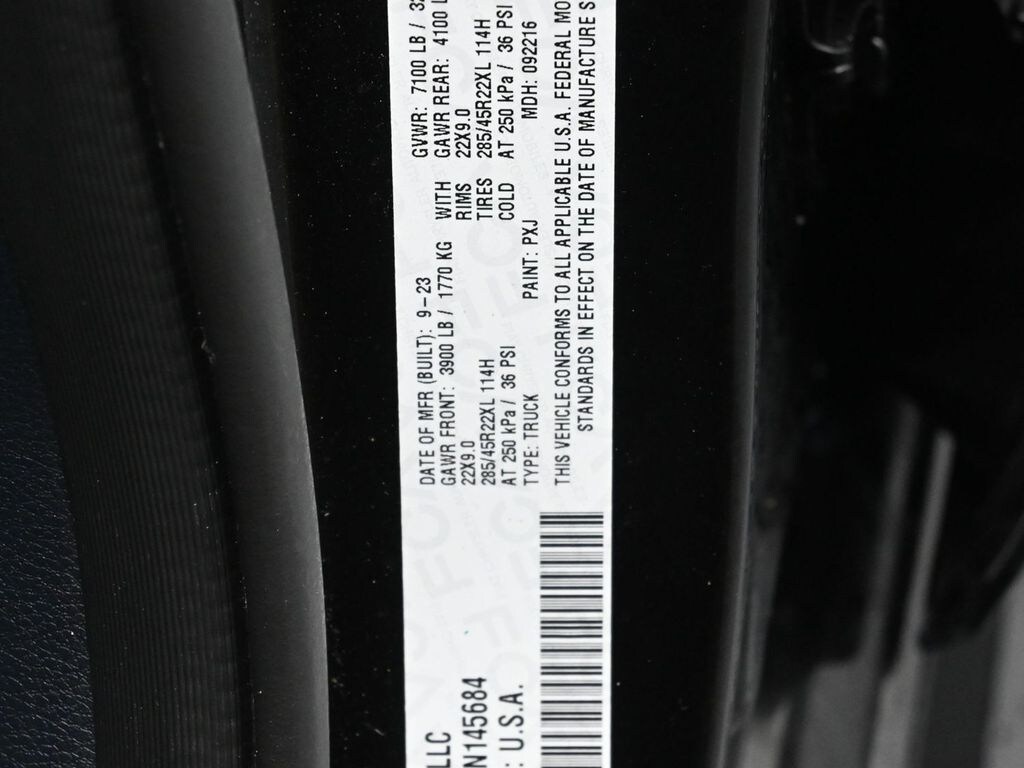 LLC
N145684
: U.S.A.
DATE OF MFR (BUILT): 9-23 GVWR: 7100 LB /
GAWR FRONT: 3900 LB / 1770 KG WITH GAWR REAR: 4100 L
22X9.0 RIMS 22X9.0
285/45R22XL 114H TIRES 285/45R22XL 114H
AT 250 kPa / 36 PSI COLD AT 250 kPa / 36 PSI
TYPE: TRUCK PAINT: PXJ MDH: 092216
THIS VEHICLE CONFORMS TO ALL APPLICABLE U.S.A. FEDERAL MO
STANDARDS IN EFFECT ON THE DATE OF MANUFACTURE S